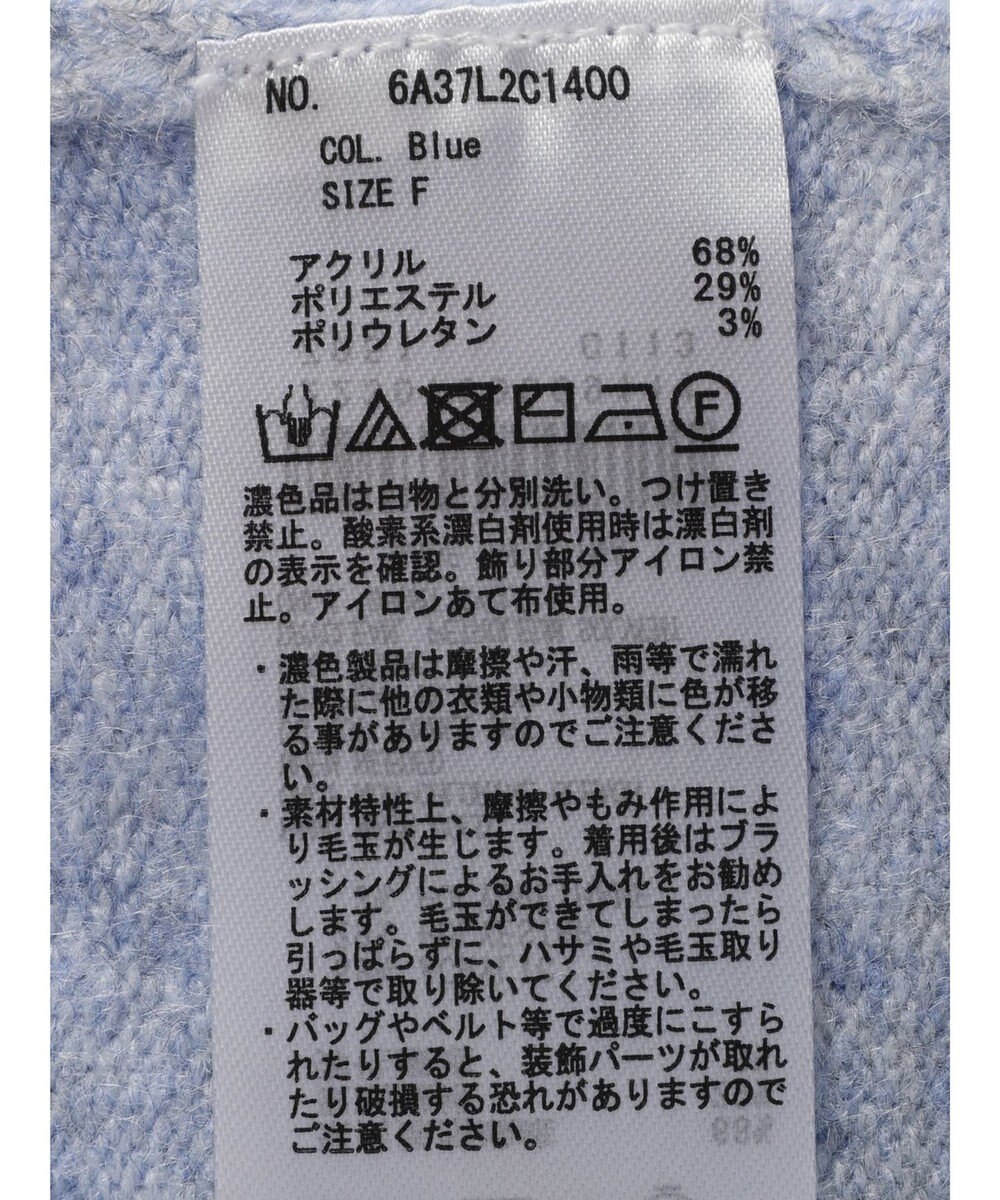 NO. 6A37L2C1400
COL. Blue
SIZE F
アクリル 68%
ポリエステル 29%
ポリウレタン 3%
F
濃色品は白物と分別洗い。つけ置き
禁止。酸素系漂白剤使用時は漂白剤
の表示を確認。飾り部分アイロン禁
止。アイロンあて布使用。
・濃色製品は摩擦や汗、雨等で濡れ
た際に他の衣類や小物類に色が移
る事がありますのでご注意くださ
い。
・素材特性上、摩擦やもみ作用によ
り毛玉が生じます。着用後はブラ
ッシングによるお手入れをお勧め
します。毛玉ができてしまったら
引っぱらずに、ハサミや毛玉取り
器等で取り除いてください。
・バッグやベルト等で過度にこすら
れたりすると、装飾パーツが取れ
たり破損する恐れがありますので
ご注意ください。